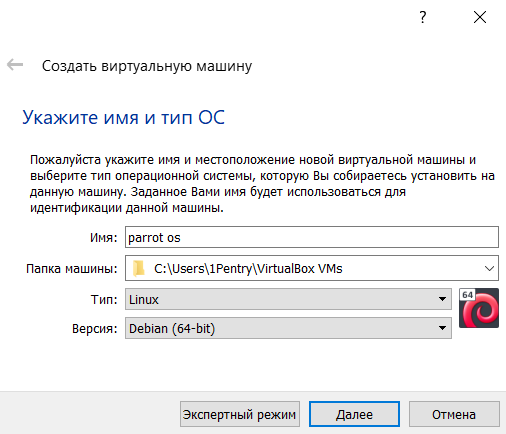 ?
Создать виртуальную машину
Укажите имя и тип ОС
Пожалуйста укажите имя и местоположение новой виртуальной машины и
выберите тип операционной системы, которую Вы собираетесь установить на
данную машину. Заданное Вами имя будет использоваться для
идентификации данной машины.
Имя: parrot os
Папка машины: C:\Users\1Pentry\VirtualBox VMs
Тип: Linux
64
Версия: Debian (64-bit)
Экспертный режим Далее Отмена